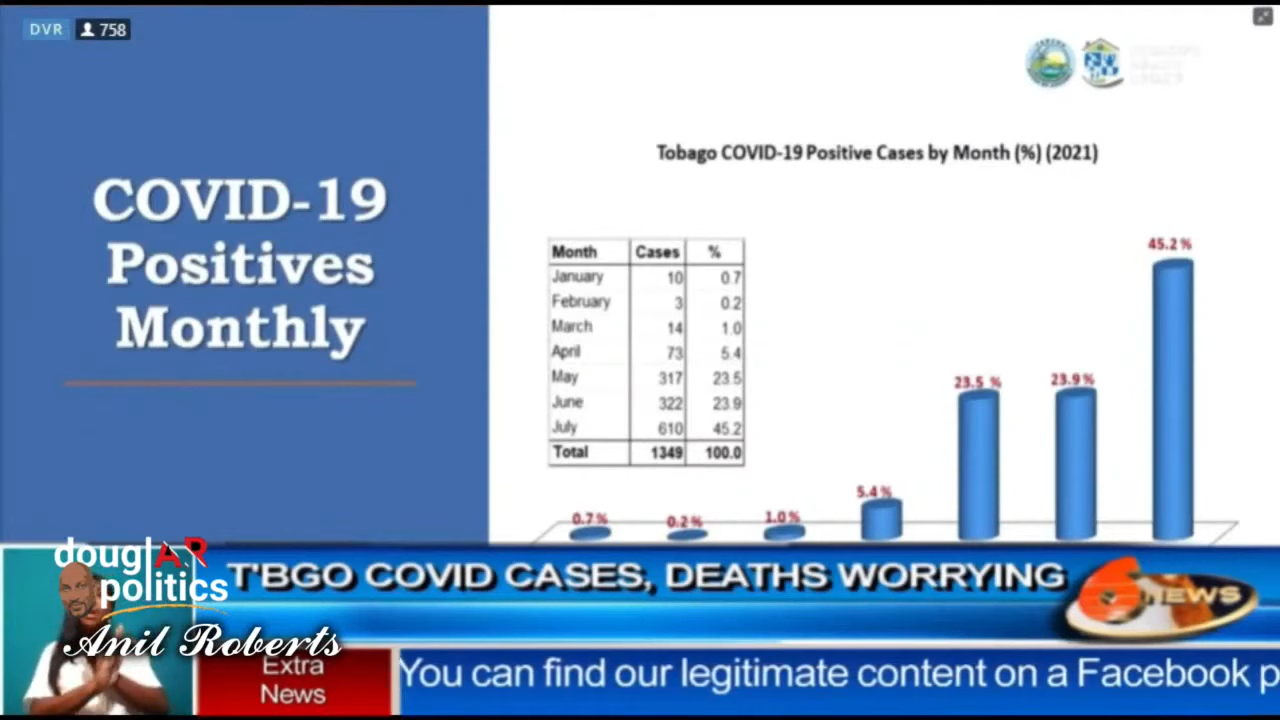 DVR 758
Tobago COVID-19 Positive Cases by Month (%) (2021)
COVID-19
Positives
Monthly
Month Cases %
January 10 0.7
February 3 0.2
March 14 1.0
April 73 5.4
May 317 23.5
June 322 23.9
July 610 45.2
Total 1349 100.0
0.7%
0.2%
1.0%
5.4%
23.5 %
23.9%
45.2%
douglAR
politics
Anil Roberts
T'BGO COVID CASES, DEATHS WORRYING
6 NEWS
Extra
News
You can find our legitimate content on a Facebook p